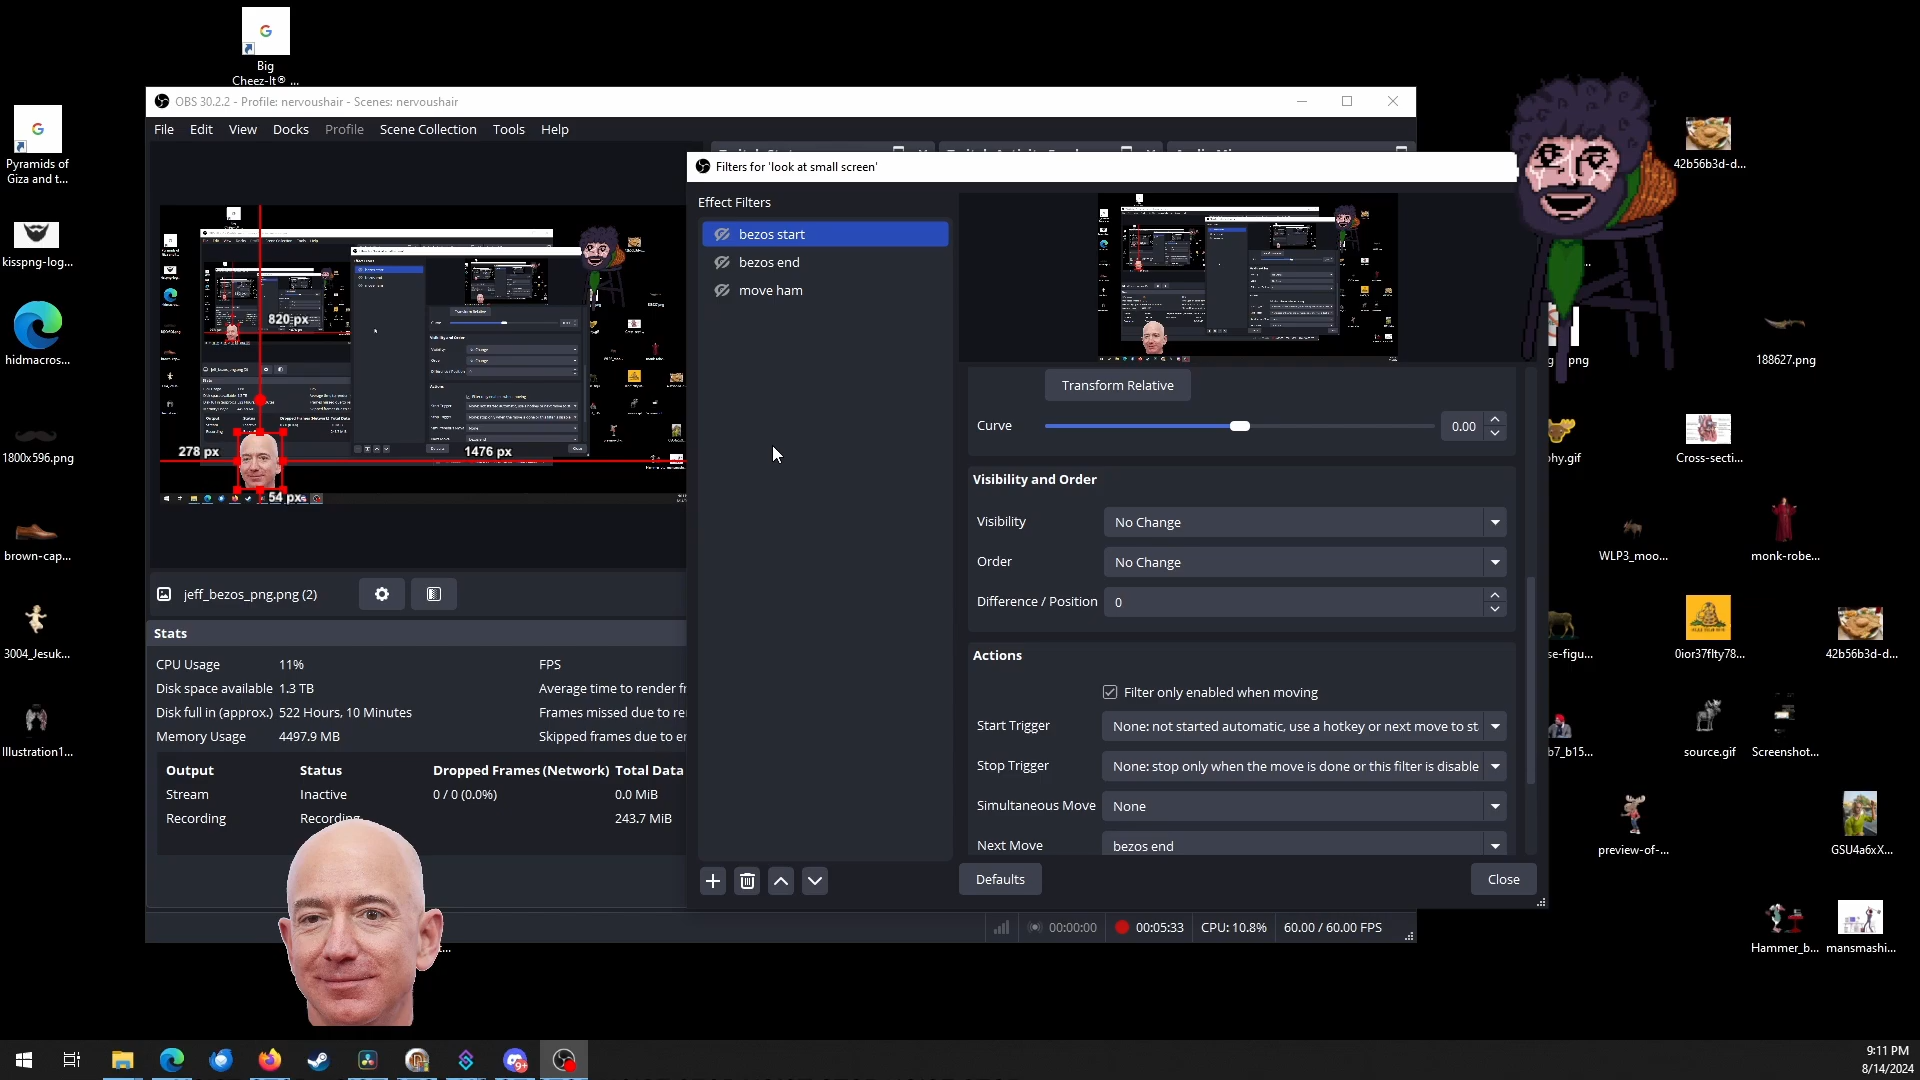 Big
Cheez-It® ...
Pyramids of
Giza and t...
kisspng-log...
hidmacros...
1800x596.png
brown-cap...
3004_Jesuk...
Illustration1...
OBS 30.2.2 - Profile: nervoushair - Scenes: nervoushair
File Edit View Docks Profile Scene Collection Tools Help
Filters for 'look at small screen'
Effect Filters
bezos start
bezos end
move ham
820 px
278 px
1476 px
54 px
Transform Relative
Curve 0.00
Visibility and Order
Visibility No Change
Order No Change
Difference / Position 0
Actions
Filter only enabled when moving
Start Trigger None: not started automatic, use a hotkey or next move to st
Stop Trigger None: stop only when the move is done or this filter is disable
Simultaneous Move None
Next Move bezos end
Defaults Close
jeff_bezos_png.png (2)
Stats
CPU Usage 11% FPS
Disk space available 1.3 TB Average time to render fr
Disk full in (approx.) 522 Hours, 10 Minutes Frames missed due to re
Memory Usage 4497.9 MB Skipped frames due to er
Output Status Dropped Frames (Network) Total Data
Stream Inactive 0 / 0 (0.0%) 0.0 MiB
Recording Recording 243.7 MiB
00:00:00 00:05:33 CPU: 10.8% 60.00 / 60.00 FPS
42b56b3d-d...
188627.png
png
phy.gif
Cross-secti...
WLP3_moo...
monk-robe...
se-figu...
0ior37flty78...
42b56b3d-d...
b7_b15...
source.gif
Screenshot...
preview-of-...
GSU4a6xX...
Hammer_b...
mansmashi...
9+
9:11 PM
8/14/2024